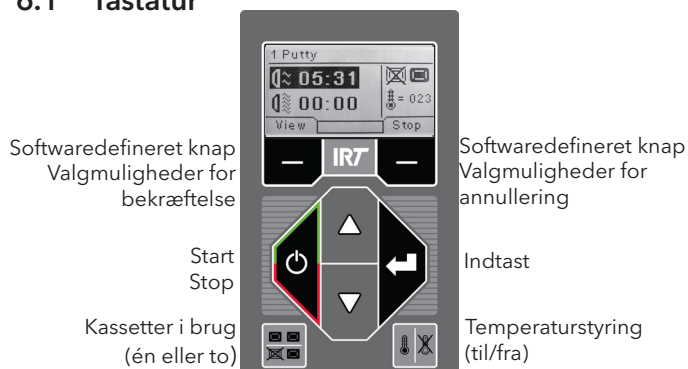 6.1 Tastatur
1 Putty
05:31
00:00
= 023
View
Stop
IRT
Softwaredefineret knap
Valgmuligheder for
bekræftelse
Softwaredefineret knap
Valgmuligheder for
annullering
Start
Stop
Indtast
Kassetter i brug
(én eller to)
Temperaturstyring
(til/fra)